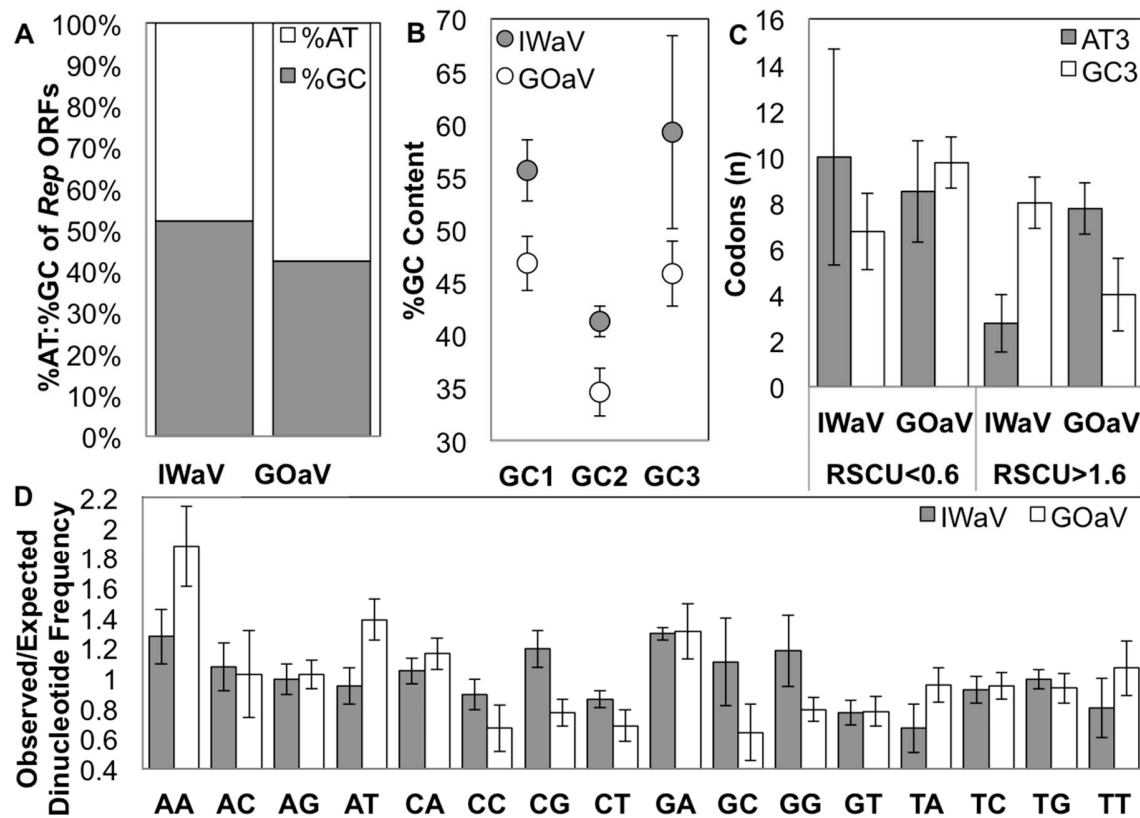 A
%AT:%GC of Rep ORFs
100%
90%
80%
70%
60%
50%
40%
30%
20%
10%
0%
%AT
%GC
IWaV GOaV
B
%GC Content
70
65
60
55
50
45
40
35
30
IWaV
GOaV
GC1 GC2 GC3
C
Codons (n)
16
14
12
10
8
6
4
2
0
AT3
GC3
IWaV GOaV IWaV GOaV
RSCU<0.6 RSCU>1.6
D
Observed/Expected
Dinucleotide Frequency
2.2
2
1.8
1.6
1.4
1.2
1
0.8
0.6
0.4
IWaV GOaV
AA AC AG AT CA CC CG CT GA GC GG GT TA TC TG TT